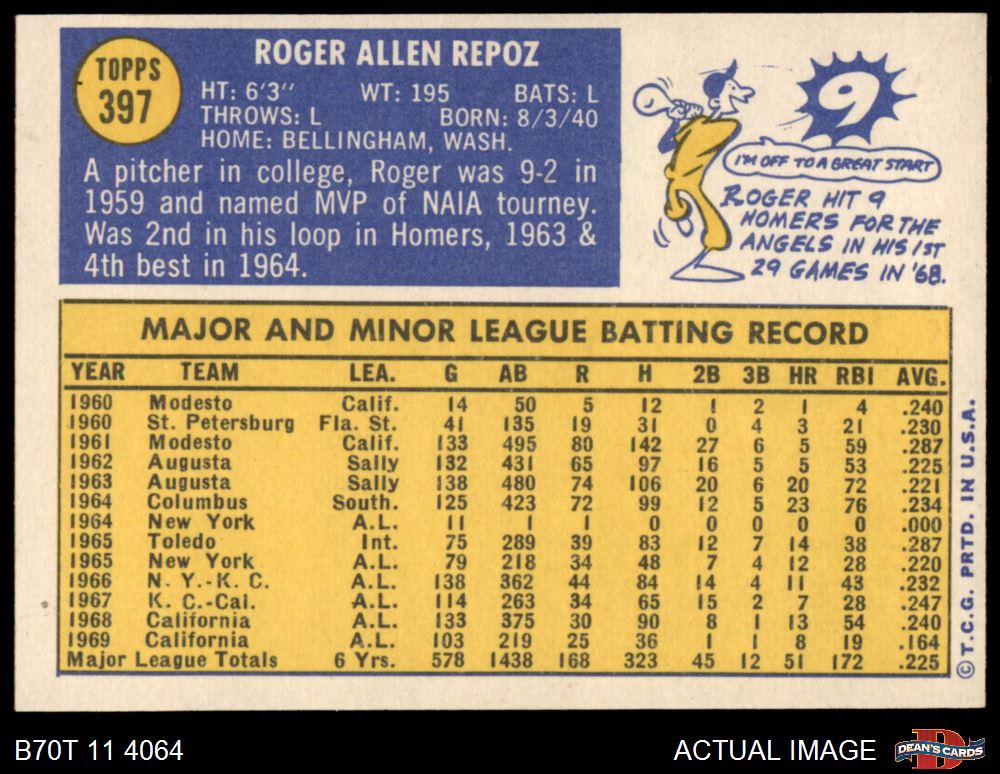 TOPPS
397
ROGER ALLEN REPOZ
HT: 6'3" WT: 195 BATS: L
THROWS: L BORN: 8/3/40
HOME: BELLINGHAM, WASH.
A pitcher in college, Roger was 9-2 in
1959 and named MVP of NAIA tourney.
Was 2nd in his loop in Homers, 1963 &
4th best in 1964.
9
I'M OFF TO A GREAT START
ROGER HIT 9
HOMERS FOR THE
ANGELS IN HIS 1ST
29 GAMES IN '68.
MAJOR AND MINOR LEAGUE BATTING RECORD
YEAR TEAM LEA. G AB R H 2B 3B HR RBI AVG.
1960 Modesto Calif. 14 50 5 12 1 2 1 4 .240
1960 St. Petersburg Fla. St. 41 135 19 31 0 4 3 21 .230
1961 Modesto Calif. 133 495 80 142 27 6 5 59 .287
1962 Augusta Sally 132 431 65 97 16 5 5 53 .225
1963 Augusta Sally 138 480 74 106 20 6 20 72 .221
1964 Columbus South. 125 423 72 99 12 5 23 76 .234
1964 New York A.L. 11 1 1 0 0 0 0 0 .000
1965 Toledo Int. 75 289 39 83 12 7 14 38 .287
1965 New York A.L. 79 218 34 48 7 4 12 28 .220
1966 N. Y.-K. C. A.L. 138 362 44 84 14 4 11 43 .232
1967 K. C.-Cal. A.L. 114 263 34 65 15 2 7 28 .247
1968 California A.L. 133 375 30 90 8 1 13 54 .240
1969 California A.L. 103 219 25 36 1 1 8 19 .164
Major League Totals 6 Yrs. 578 1438 168 323 45 12 51 172 .225
© T.C.G. PRTD. IN U.S.A.
B70T 11 4064
ACTUAL IMAGE
DEAN'S CARDS